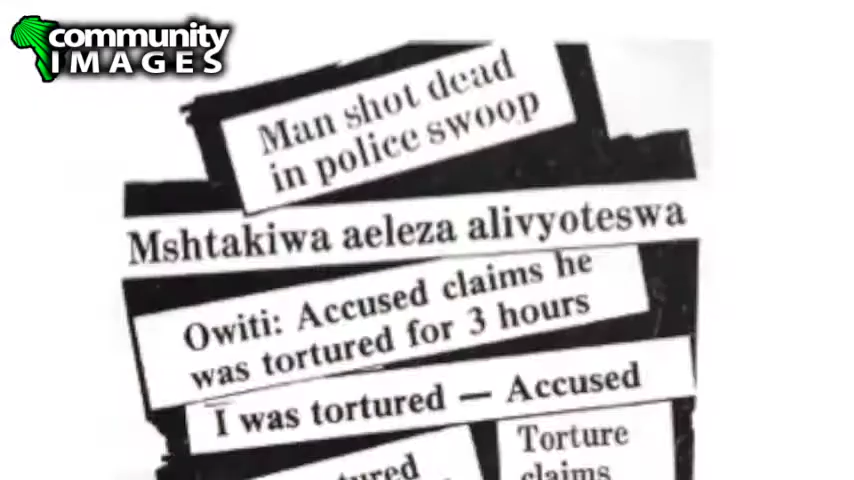 community
IMAGES
Man shot dead
in police swoop
Mshtakiwa aeleza alivyoteswa
Owiti: Accused claims he
was tortured for 3 hours
I was tortured — Accused
Torture
claims